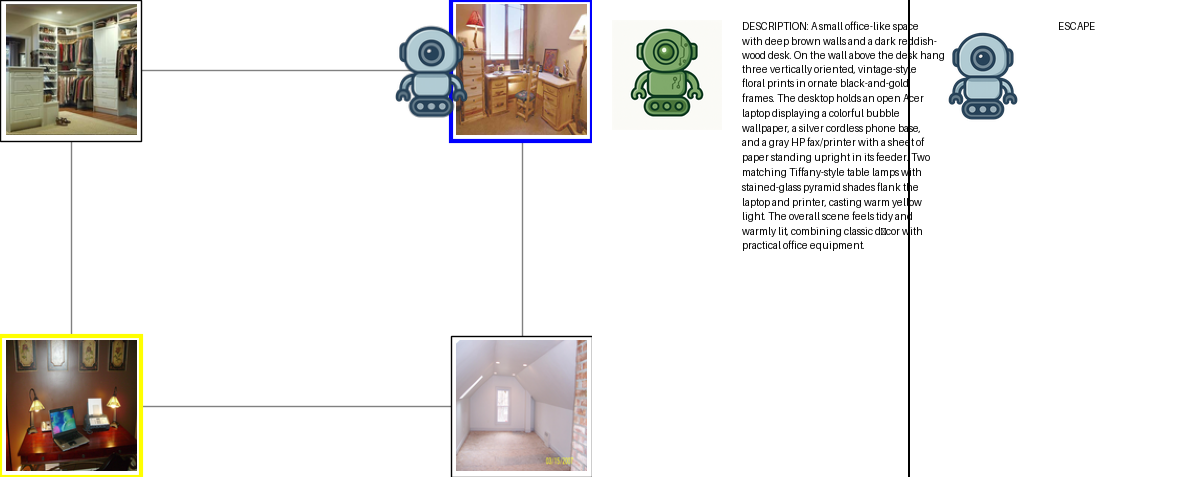 DESCRIPTION: A small office-like space
with deep brown walls and a dark reddish-
wood desk. On the wall above the desk hang
three vertically oriented, vintage-style
floral prints in ornate black-and-gold
frames. The desktop holds an open Acer
laptop displaying a colorful bubble
wallpaper, a silver cordless phone base,
and a gray HP fax/printer with a sheet of
paper standing upright in its feeder. Two
matching Tiffany-style table lamps with
stained-glass pyramid shades flank the
laptop and printer, casting warm yellow
light. The overall scene feels tidy and
warmly lit, combining classic d▯cor with
practical office equipment.
ESCAPE